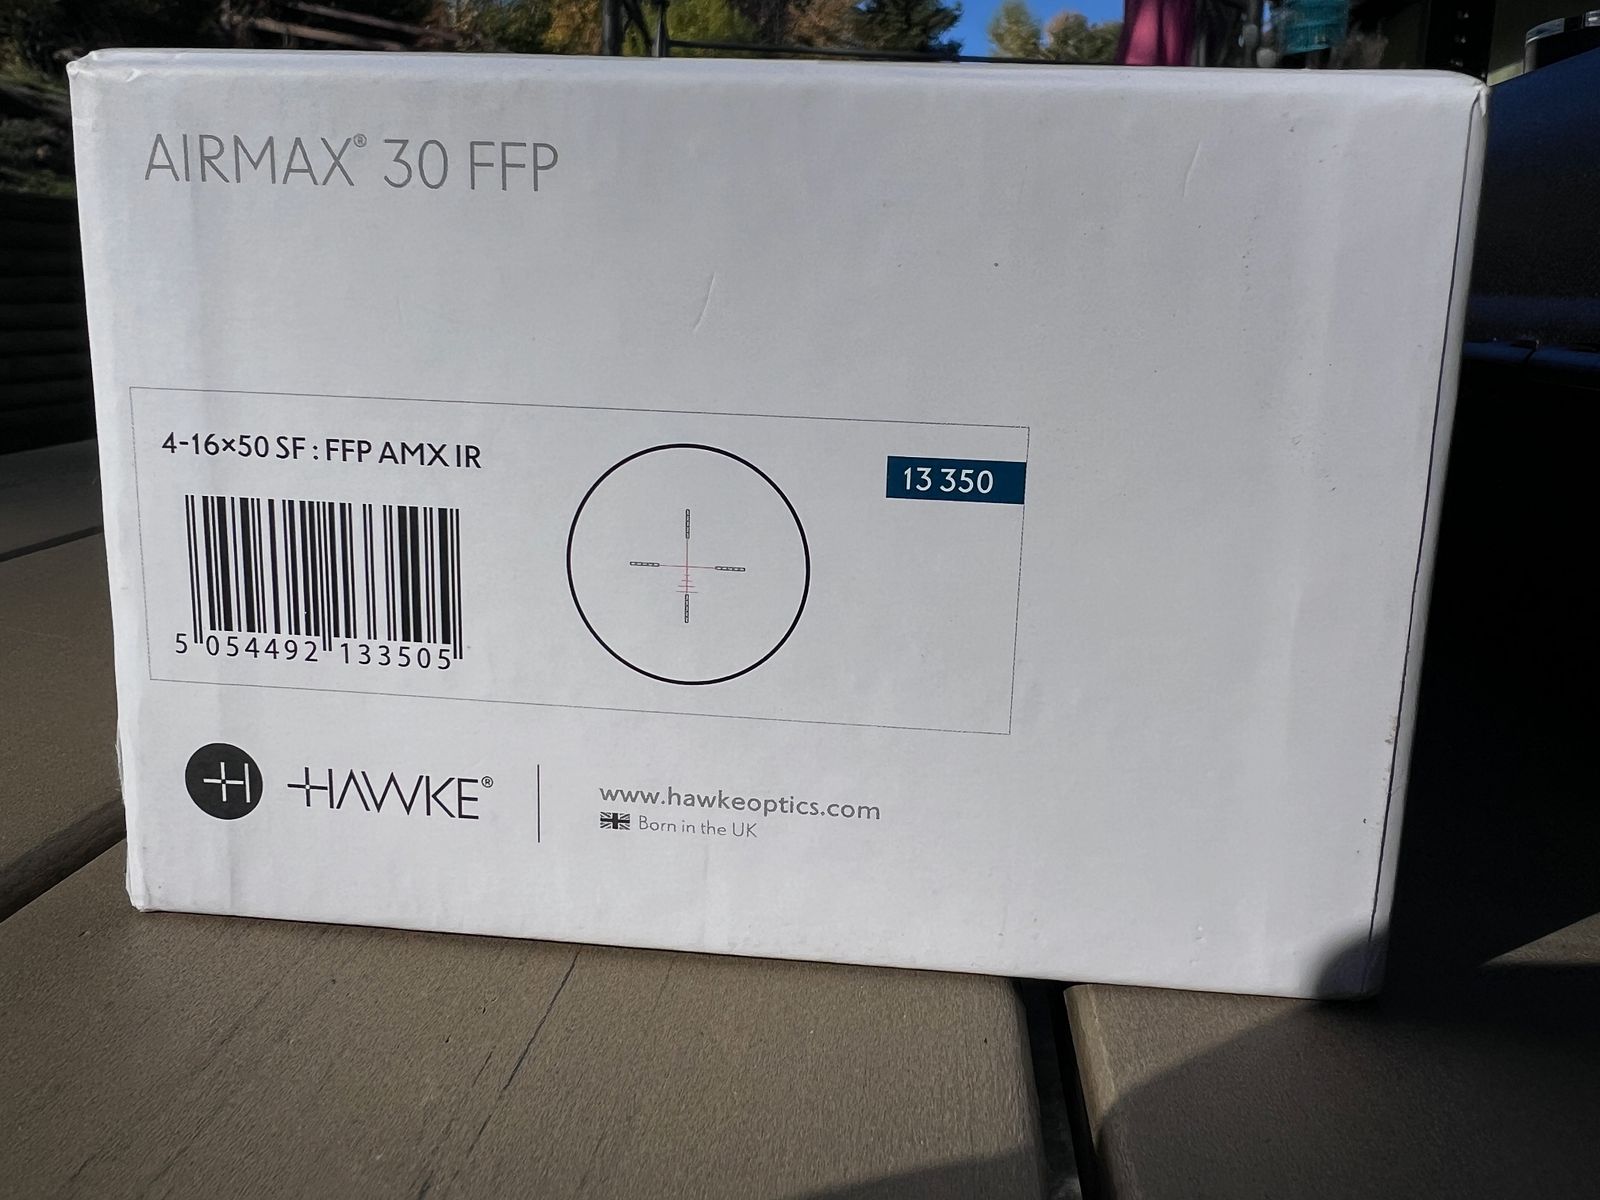 AIRMAX® 30 FFP
4-16×50 SF : FFP AMX IR
13 350
5 054492 133505
HAWKE®
www.hawkeoptics.com
Born in the UK